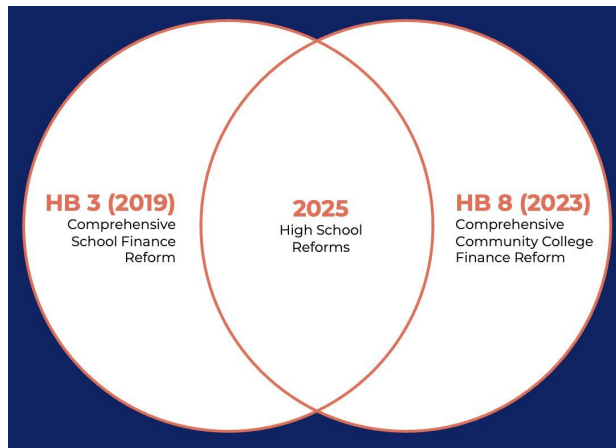 HB 3 (2019)
Comprehensive
School Finance
Reform
2025
High School
Reforms
HB 8 (2023)
Comprehensive
Community College
Finance Reform